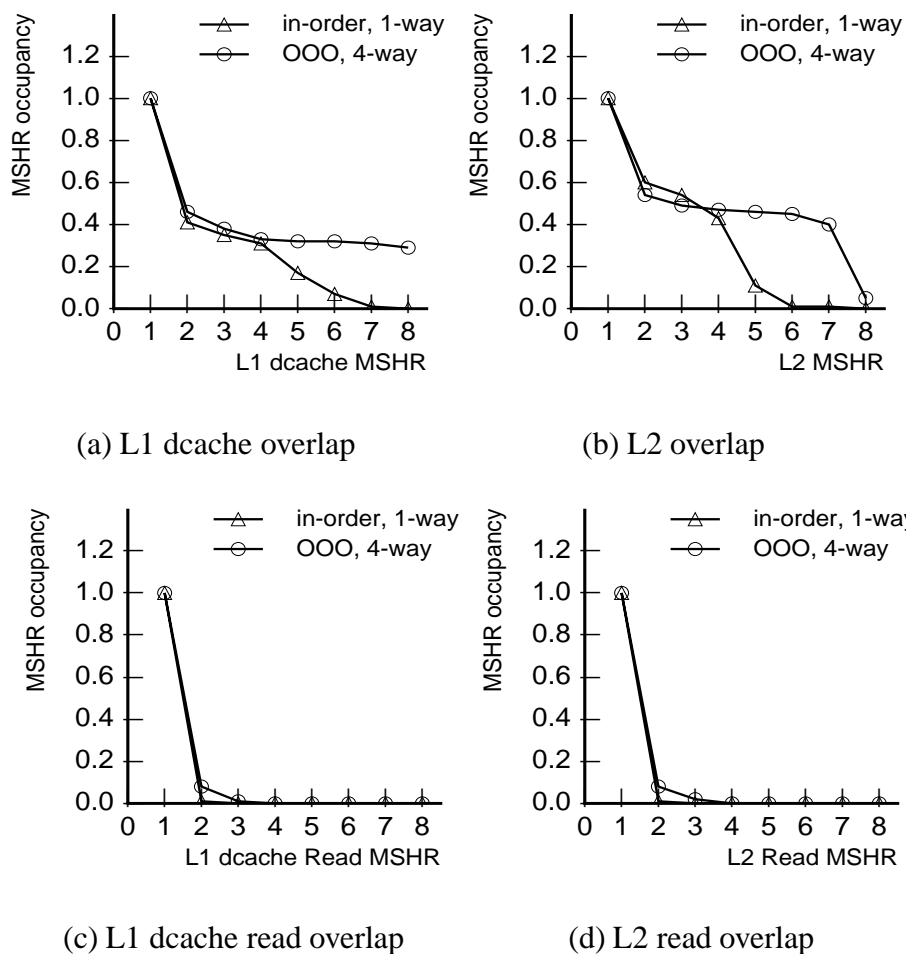 in-order, 1-way
OOO, 4-way
MSHR occupancy
1.2
1.0
0.8
0.6
0.4
0.2
0.0
0 1 2 3 4 5 6 7 8
L1 dcache MSHR
(a) L1 dcache overlap
in-order, 1-way
OOO, 4-way
MSHR occupancy
1.2
1.0
0.8
0.6
0.4
0.2
0.0
0 1 2 3 4 5 6 7 8
L2 MSHR
(b) L2 overlap
in-order, 1-way
OOO, 4-way
MSHR occupancy
1.2
1.0
0.8
0.6
0.4
0.2
0.0
0 1 2 3 4 5 6 7 8
L1 dcache Read MSHR
(c) L1 dcache read overlap
in-order, 1-way
OOO, 4-way
MSHR occupancy
1.2
1.0
0.8
0.6
0.4
0.2
0.0
0 1 2 3 4 5 6 7 8
L2 Read MSHR
(d) L2 read overlap